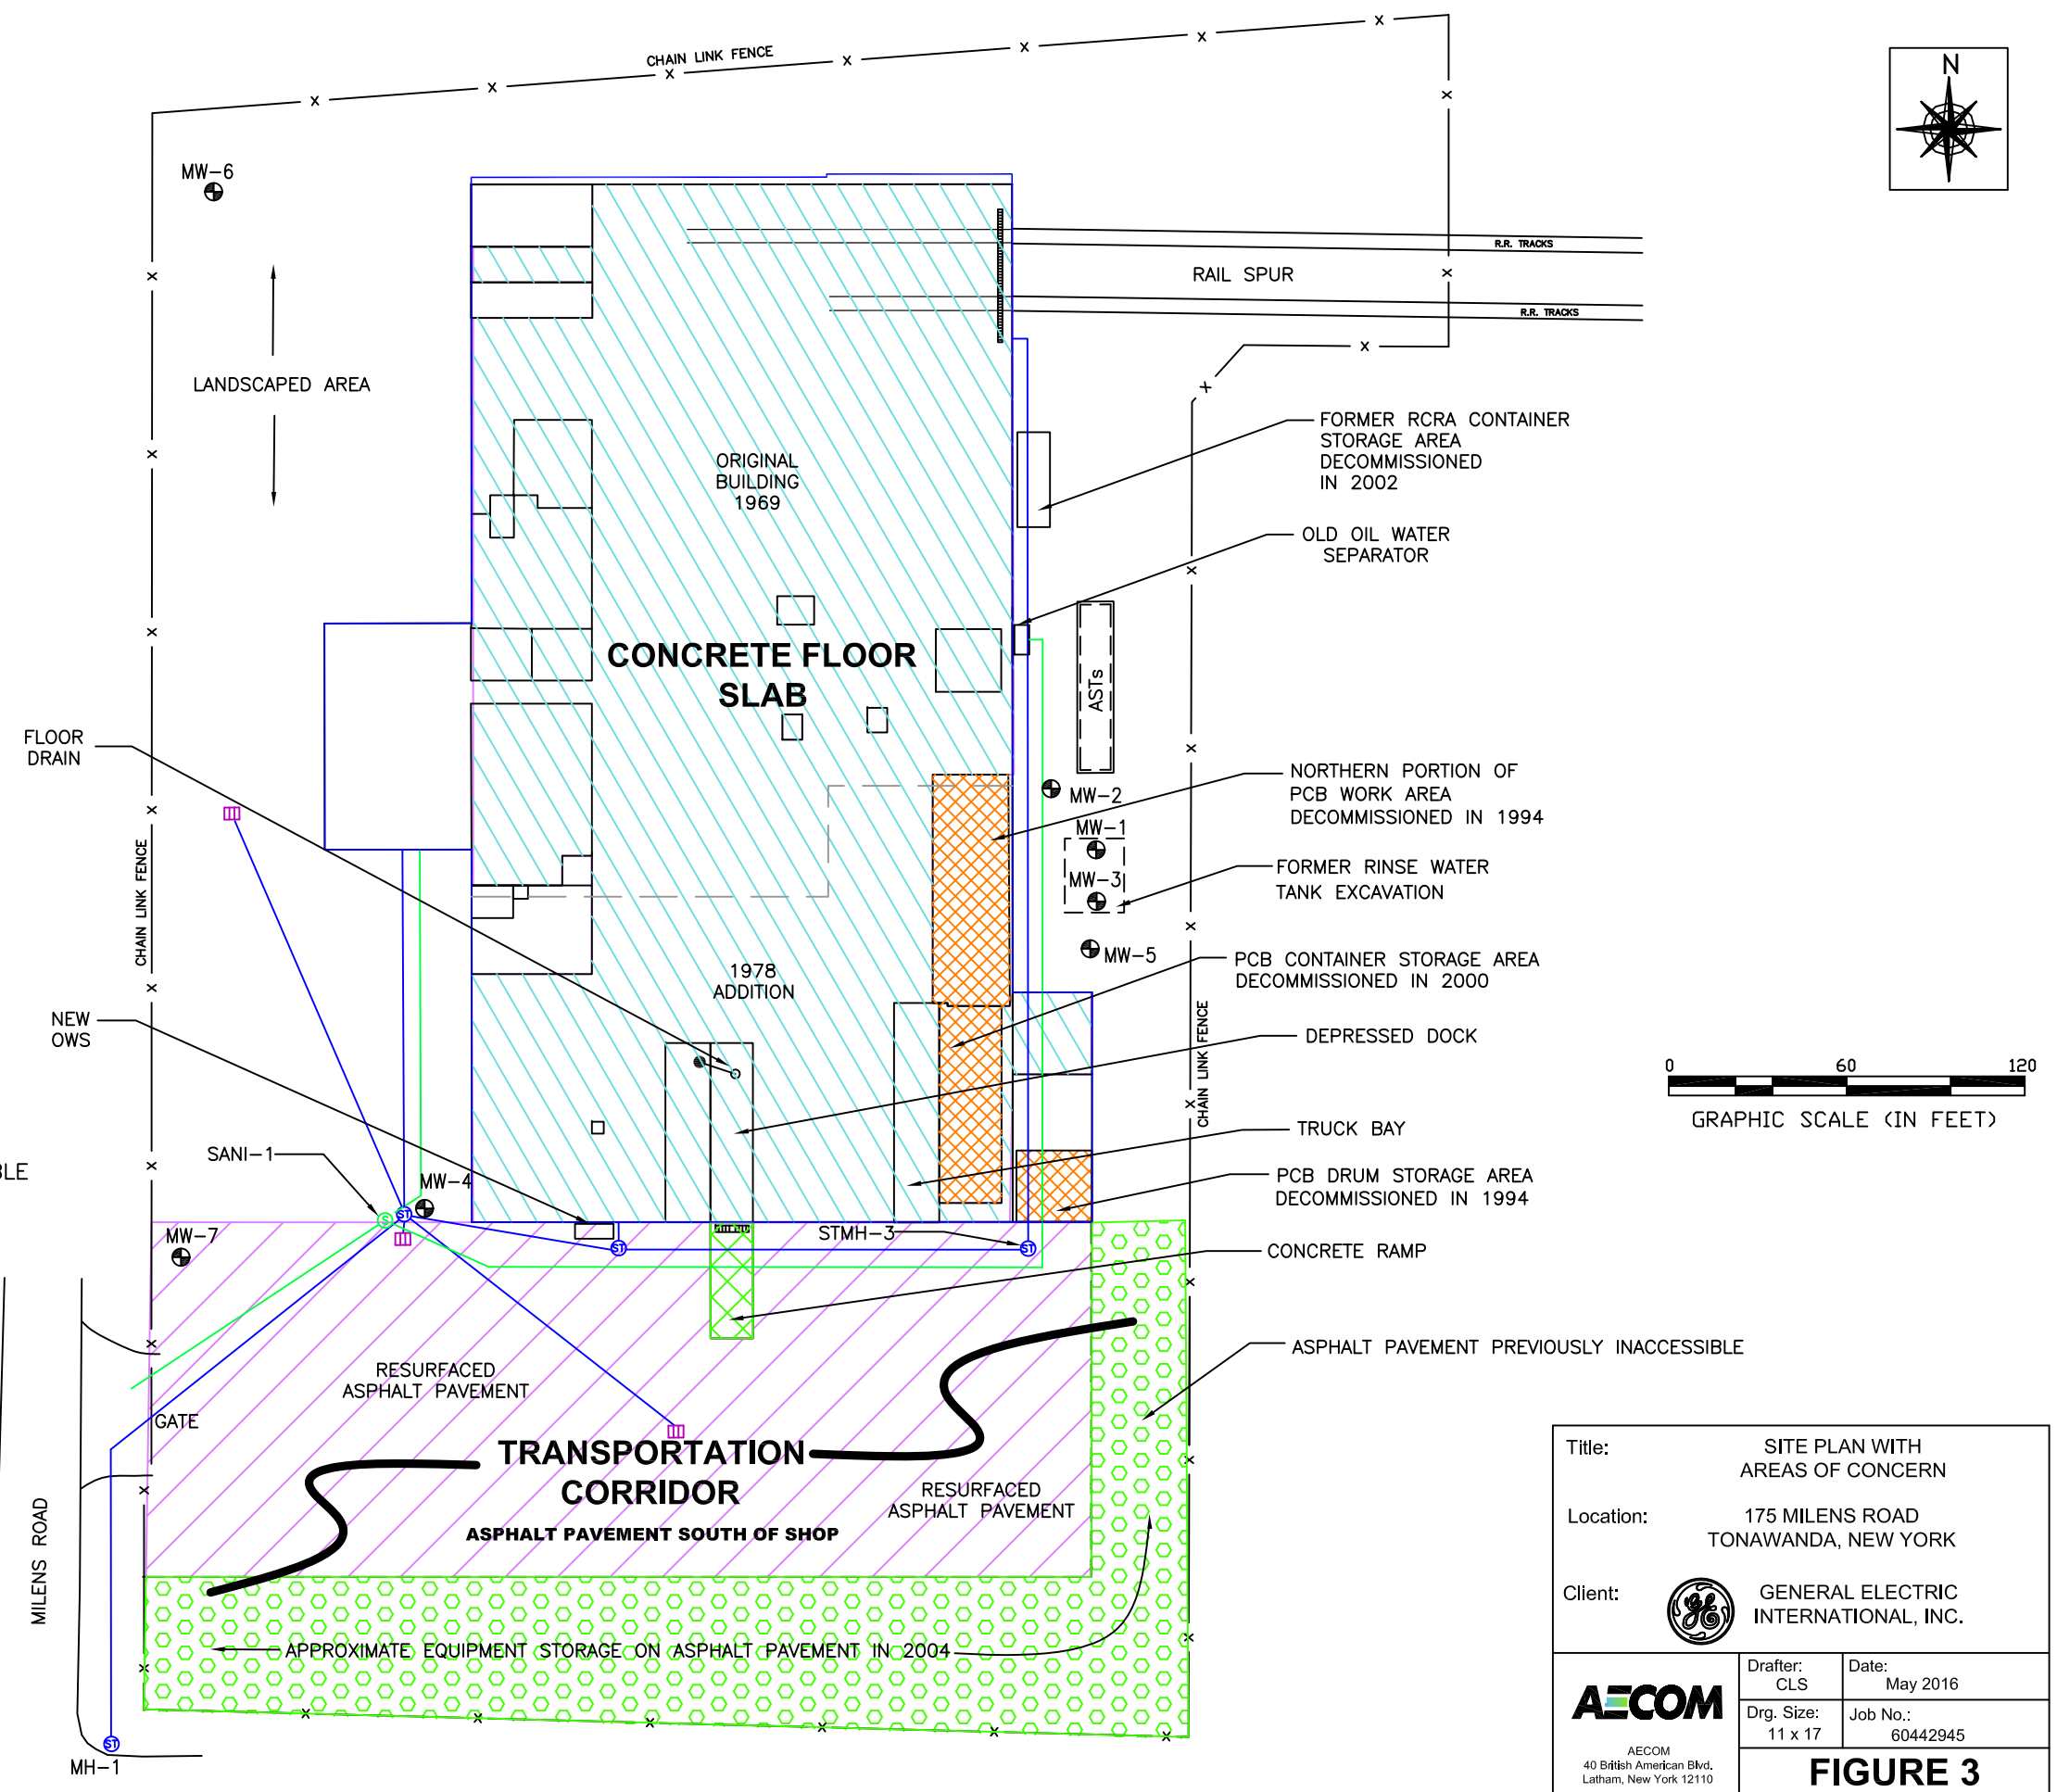 CHAIN LINK FENCE
N
MW-6
R.R. TRACKS
RAIL SPUR
R.R. TRACKS
LANDSCAPED AREA
FORMER RCRA CONTAINER
STORAGE AREA
DECOMMISSIONED
IN 2002
ORIGINAL
BUILDING
1969
OLD OIL WATER
SEPARATOR
CONCRETE FLOOR
SLAB
ASTs
FLOOR
DRAIN
NORTHERN PORTION OF
PCB WORK AREA
DECOMMISSIONED IN 1994
MW-2
MW-1
MW-3
FORMER RINSE WATER
TANK EXCAVATION
CHAIN LINK FENCE
MW-5
PCB CONTAINER STORAGE AREA
DECOMMISSIONED IN 2000
1978
ADDITION
NEW
OWS
DEPRESSED DOCK
CHAIN LINK FENCE
0 60 120
GRAPHIC SCALE (IN FEET)
TRUCK BAY
SANI-1
BLE
MW-4
PCB DRUM STORAGE AREA
DECOMMISSIONED IN 1994
S
ST
MW-7
STMH-3
ST
ST
CONCRETE RAMP
ASPHALT PAVEMENT PREVIOUSLY INACCESSIBLE
RESURFACED
ASPHALT PAVEMENT
GATE
TRANSPORTATION
CORRIDOR
ASPHALT PAVEMENT SOUTH OF SHOP
RESURFACED
ASPHALT PAVEMENT
MILENS ROAD
APPROXIMATE EQUIPMENT STORAGE ON ASPHALT PAVEMENT IN 2004
ST
MH-1
Title:
SITE PLAN WITH
AREAS OF CONCERN
Location:
175 MILENS ROAD
TONAWANDA, NEW YORK
Client:
GE
GENERAL ELECTRIC
INTERNATIONAL, INC.
AECOM
AECOM
40 British American Blvd.
Latham, New York 12110
Drafter:
CLS
Date:
May 2016
Drg. Size:
11 x 17
Job No.:
60442945
FIGURE 3